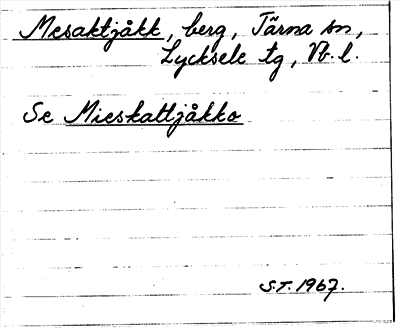 Mesaktjåkk, berg, Tärna sn,
Lycksele tg, Vb. l.
Se Mieskattjåkko
S.T. 1967.